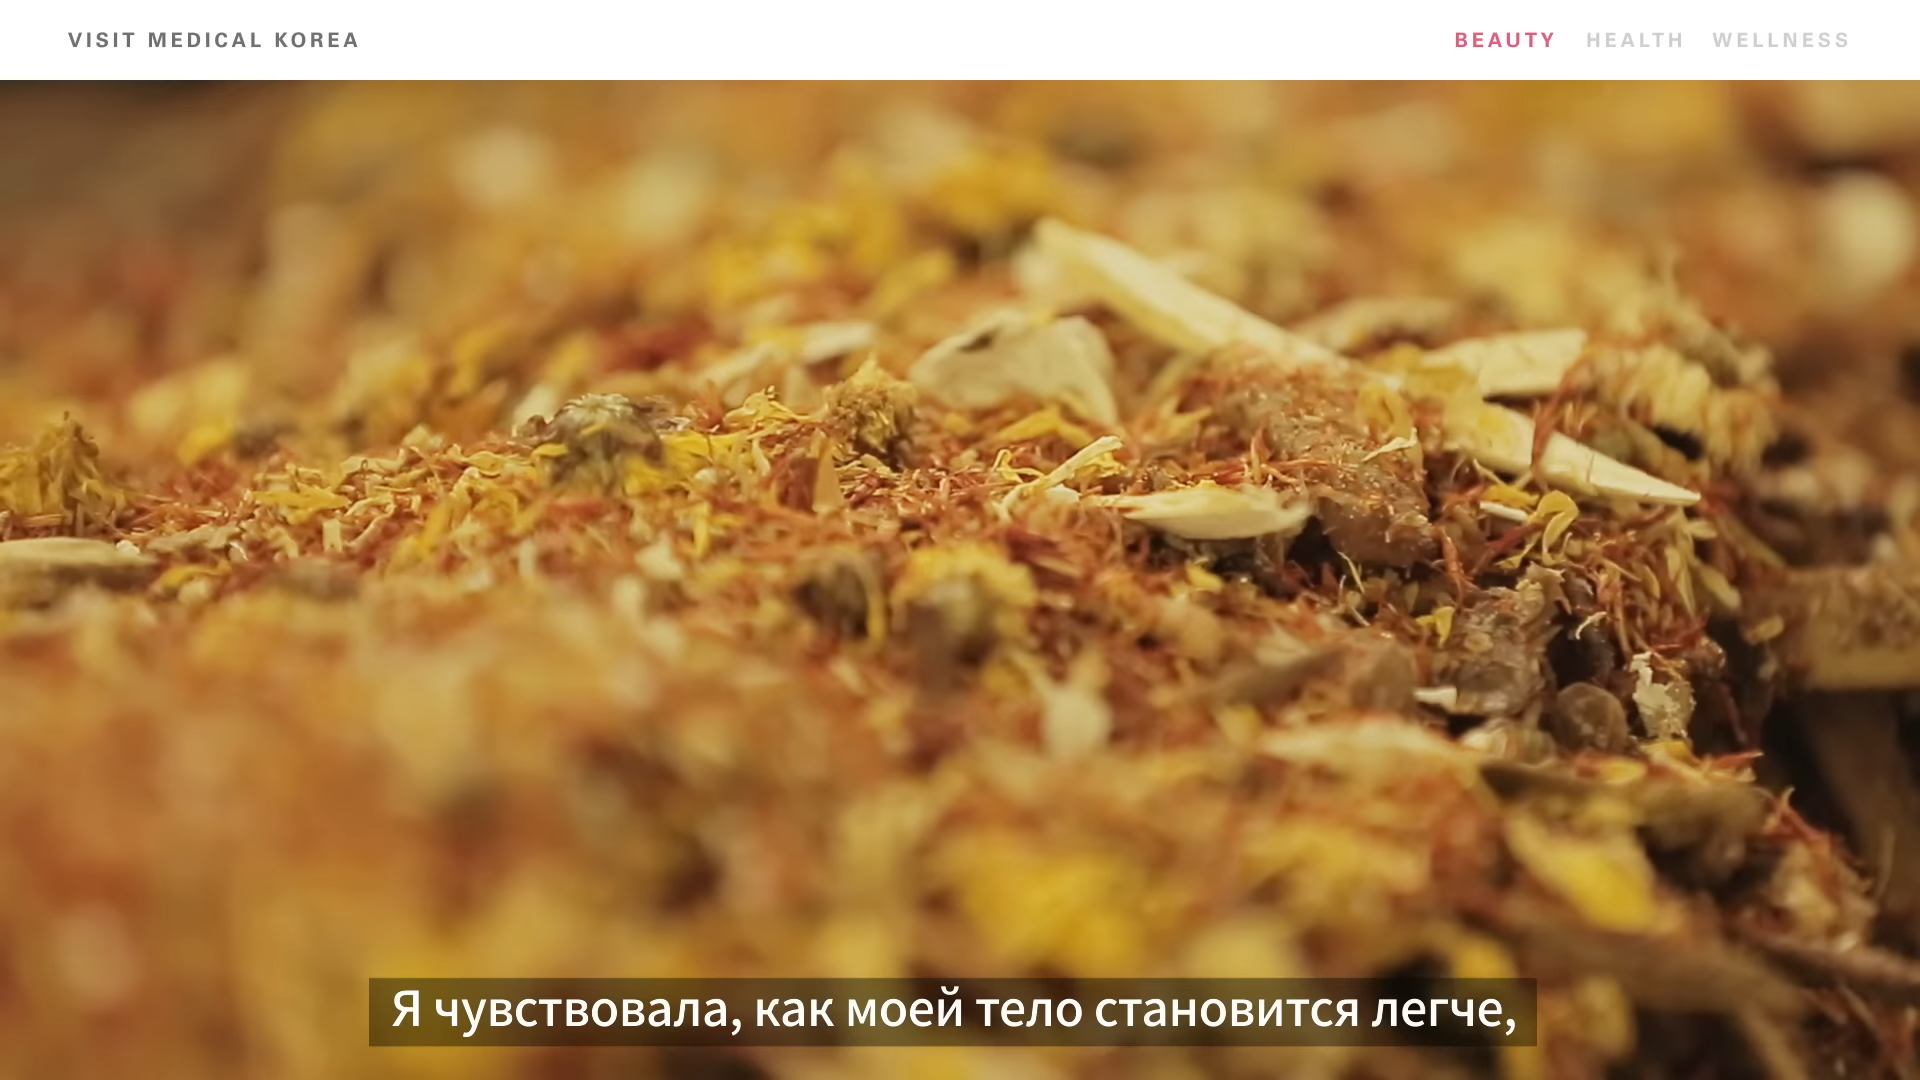 VISIT MEDICAL KOREA
BEAUTY HEALTH WELLNESS
Я чувствовала, как моей тело становится легче,